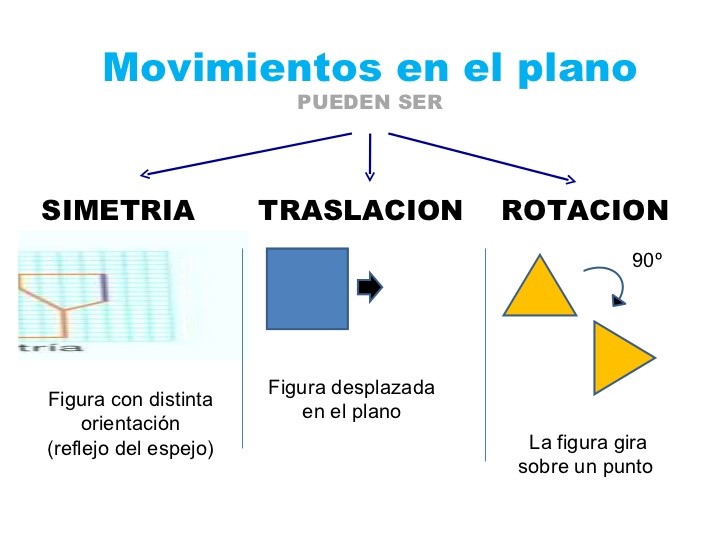 Movimientos en el plano
PUEDEN SER
SIMETRIA
TRASLACION
ROTACION
90º
Figura con distinta
orientación
(reflejo del espejo)
Figura desplazada
en el plano
La figura gira
sobre un punto